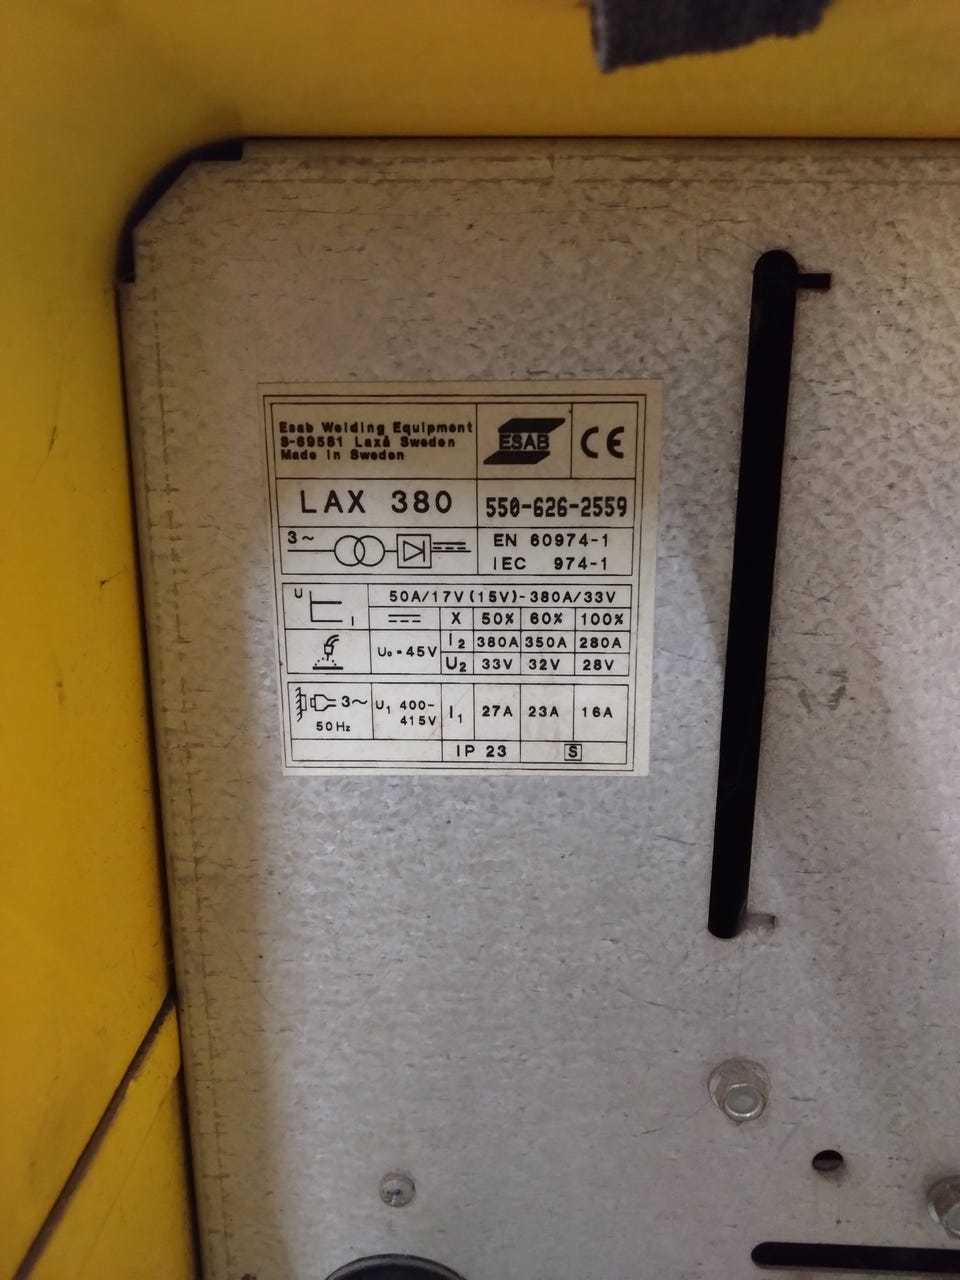 Esab Welding Equipment
S-69581 Laxå Sweden
Made in Sweden
ESAB
CE
LAX 380
550-626-2559
3~
EN 60974-1
IEC 974-1
U
I
50A/17V (15V)-380A/33V
X 50% 60% 100%
U₀=45V
I₂ 380A 350A 280A
U₂ 33V 32V 28V
3~
50Hz
U₁ 400-
415V
I₁ 27A 23A 16A
IP 23
S